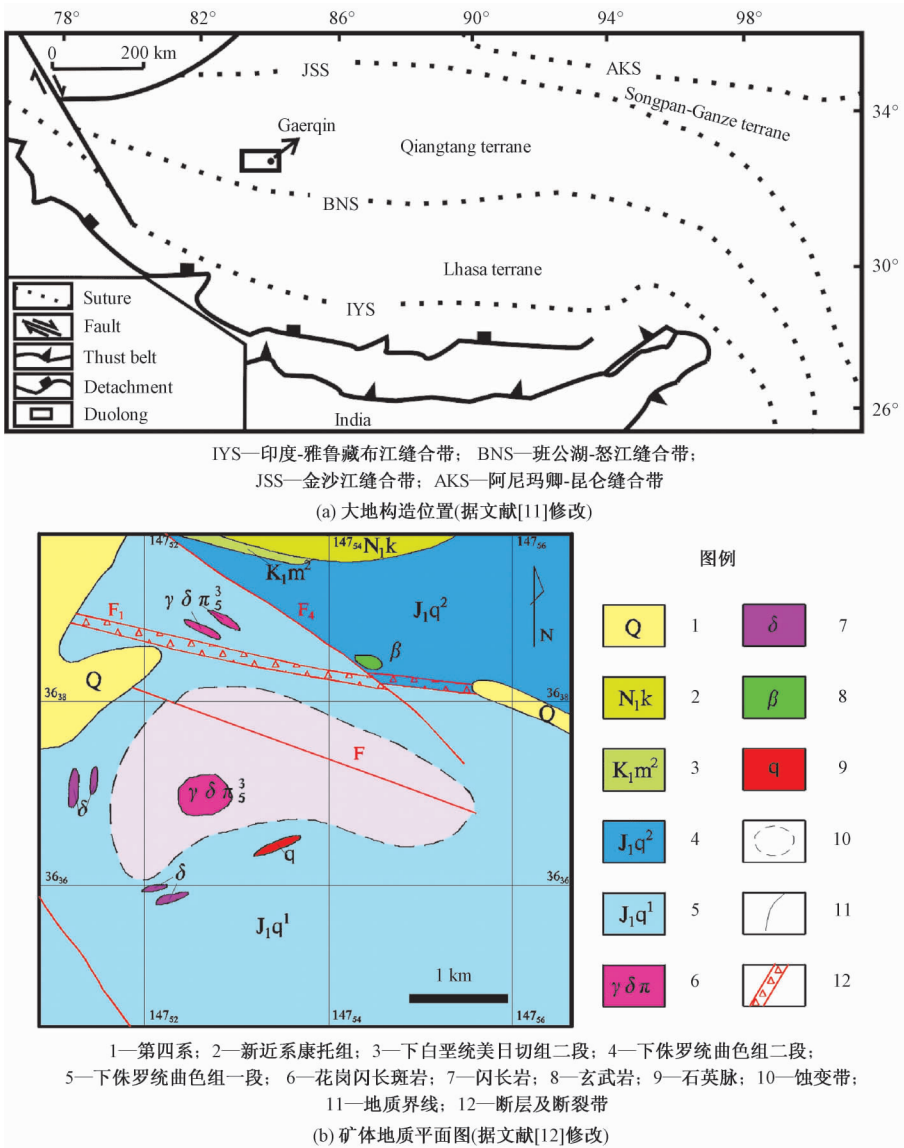 78° 82° 86° 90° 94° 98°
0 200 km
JSS
AKS
Songpan-Ganze terrane
34°
Gaerqin
Qiangtang terrane
BNS
Lhasa terrane
30°
IYS
Suture
Fault
Thust belt
Detachment
Duolong
India
26°
IYS—印度-雅鲁藏布江缝合带; BNS—班公湖-怒江缝合带;
JSS—金沙江缝合带; AKS—阿尼玛卿-昆仑缝合带
(a) 大地构造位置(据文献[11]修改)
147₅₂ 147₅₄ N₁k 147₅₆
K₁m²
图例
γδπ₅³
F₄
J₁q²
F₁
N
β
Q
36₃₈ 36₃₈
Q
F
γδπ₅³
δ
q
δ
36₃₆ 36₃₆
J₁q¹
1 km
147₅₂ 147₅₄ 147₅₆
Q 1 δ 7
N₁k 2 β 8
K₁m² 3 q 9
J₁q² 4 10
J₁q¹ 5 11
γδπ 6 12
Q
1—第四系; 2—新近系康托组; 3—下白垩统美日切组二段; 4—下侏罗统曲色组二段;
5—下侏罗统曲色组一段; 6—花岗闪长斑岩; 7—闪长岩; 8—玄武岩; 9—石英脉; 10—蚀变带;
11—地质界线; 12—断层及断裂带
(b) 矿体地质平面图(据文献[12]修改)